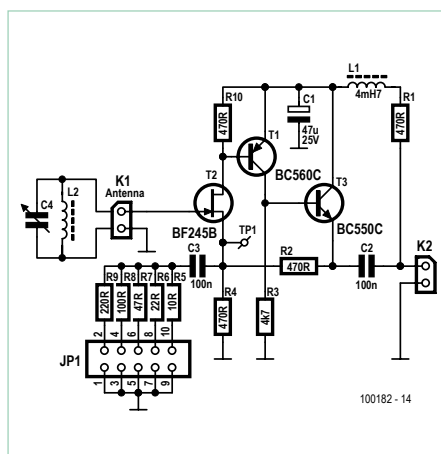 L1
4mH7
R10
470R
C1
47u
25V
R1
470R
T1
BC560C
T2
BF245B
T3
BC550C
C4
L2
K1
Antenna
TP1
K2
C3
100n
R2
470R
C2
100n
R9
220R
R8
100R
R7
47R
R6
22R
R5
10R
R4
470R
R3
4k7
2
4
6
8
10
JP1
1
3
5
7
9
100182 - 14